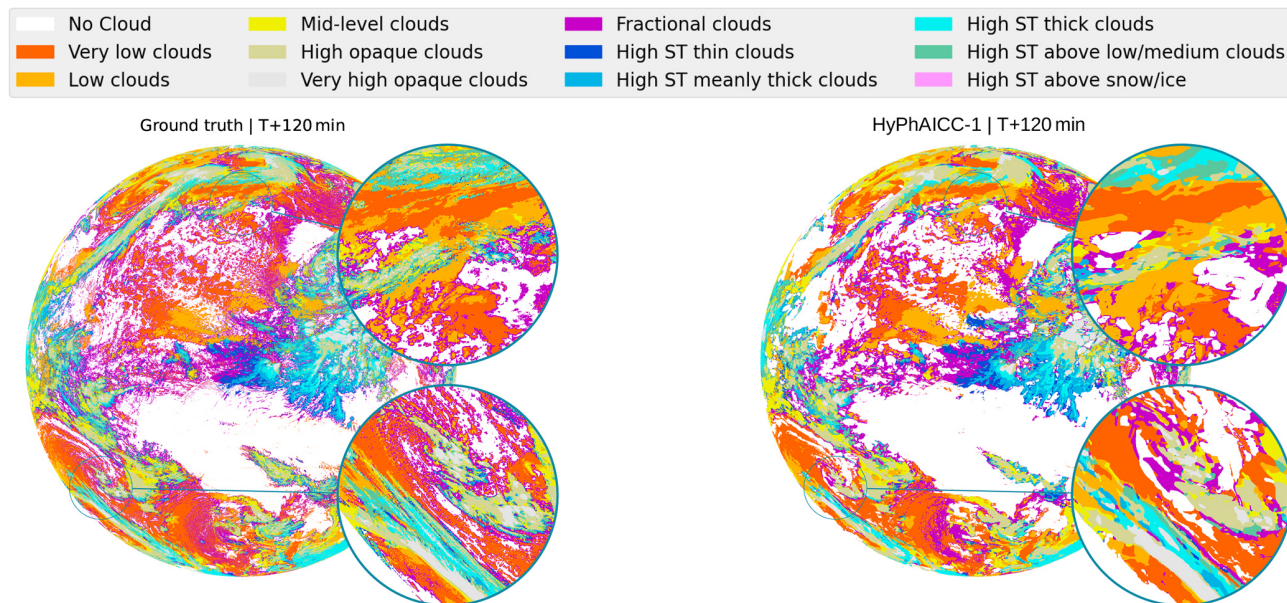 No Cloud
Very low clouds
Low clouds
Mid-level clouds
High opaque clouds
Very high opaque clouds
Fractional clouds
High ST thin clouds
High ST meanly thick clouds
High ST thick clouds
High ST above low/medium clouds
High ST above snow/ice
Ground truth | T+120 min
HyPhAICC-1 | T+120 min